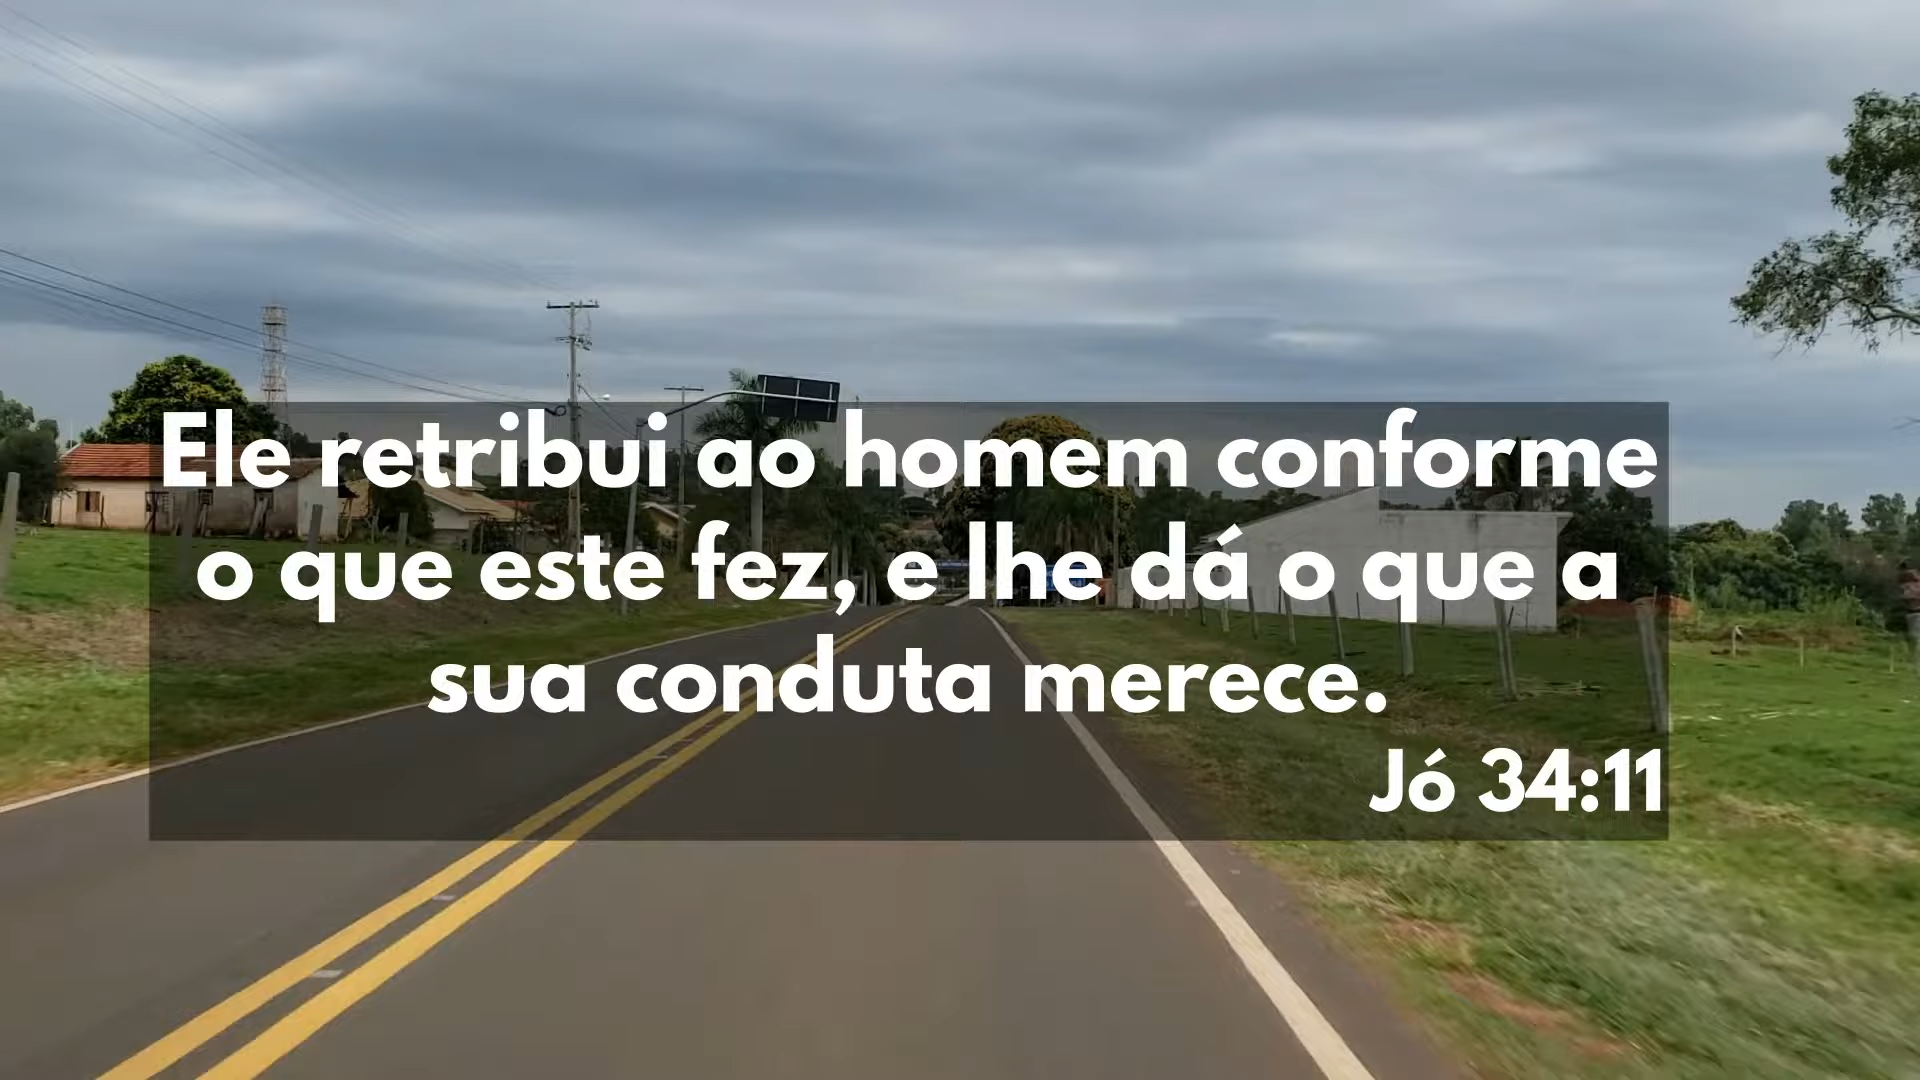 Ele retribui ao homem conforme
o que este fez, e lhe dá o que a
sua conduta merece.
Jó 34:11